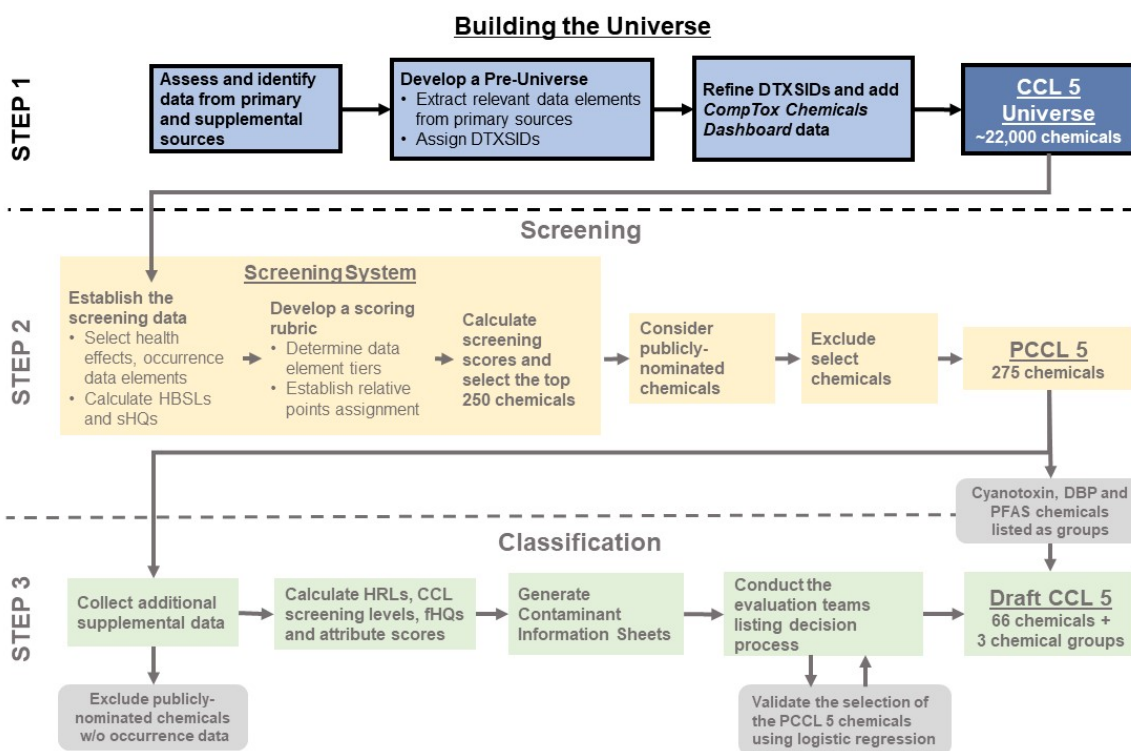 Building the Universe
STEP 1
Assess and identify
data from primary
and supplemental
sources
Develop a Pre-Universe
• Extract relevant data elements
from primary sources
• Assign DTXSIDs
Refine DTXSIDs and add
CompTox Chemicals
Dashboard data
CCL 5
Universe
~22,000 chemicals
Screening
STEP 2
Screening System
Establish the
screening data
• Select health
effects, occurrence
data elements
• Calculate HBSLs
and sHQs
Develop a scoring
rubric
• Determine data
element tiers
• Establish relative
points assignment
Calculate
screening
scores and
select the top
250 chemicals
Consider
publicly-
nominated
chemicals
Exclude
select
chemicals
PCCL 5
275 chemicals
Cyanotoxin, DBP and
PFAS chemicals
listed as groups
Classification
STEP 3
Collect additional
supplemental data
Calculate HRLs, CCL
screening levels, fHQs
and attribute scores
Generate
Contaminant
Information Sheets
Conduct the
evaluation teams
listing decision
process
Draft CCL 5
66 chemicals +
3 chemical groups
Exclude publicly-
nominated chemicals
w/o occurrence data
Validate the selection of
the PCCL 5 chemicals
using logistic regression